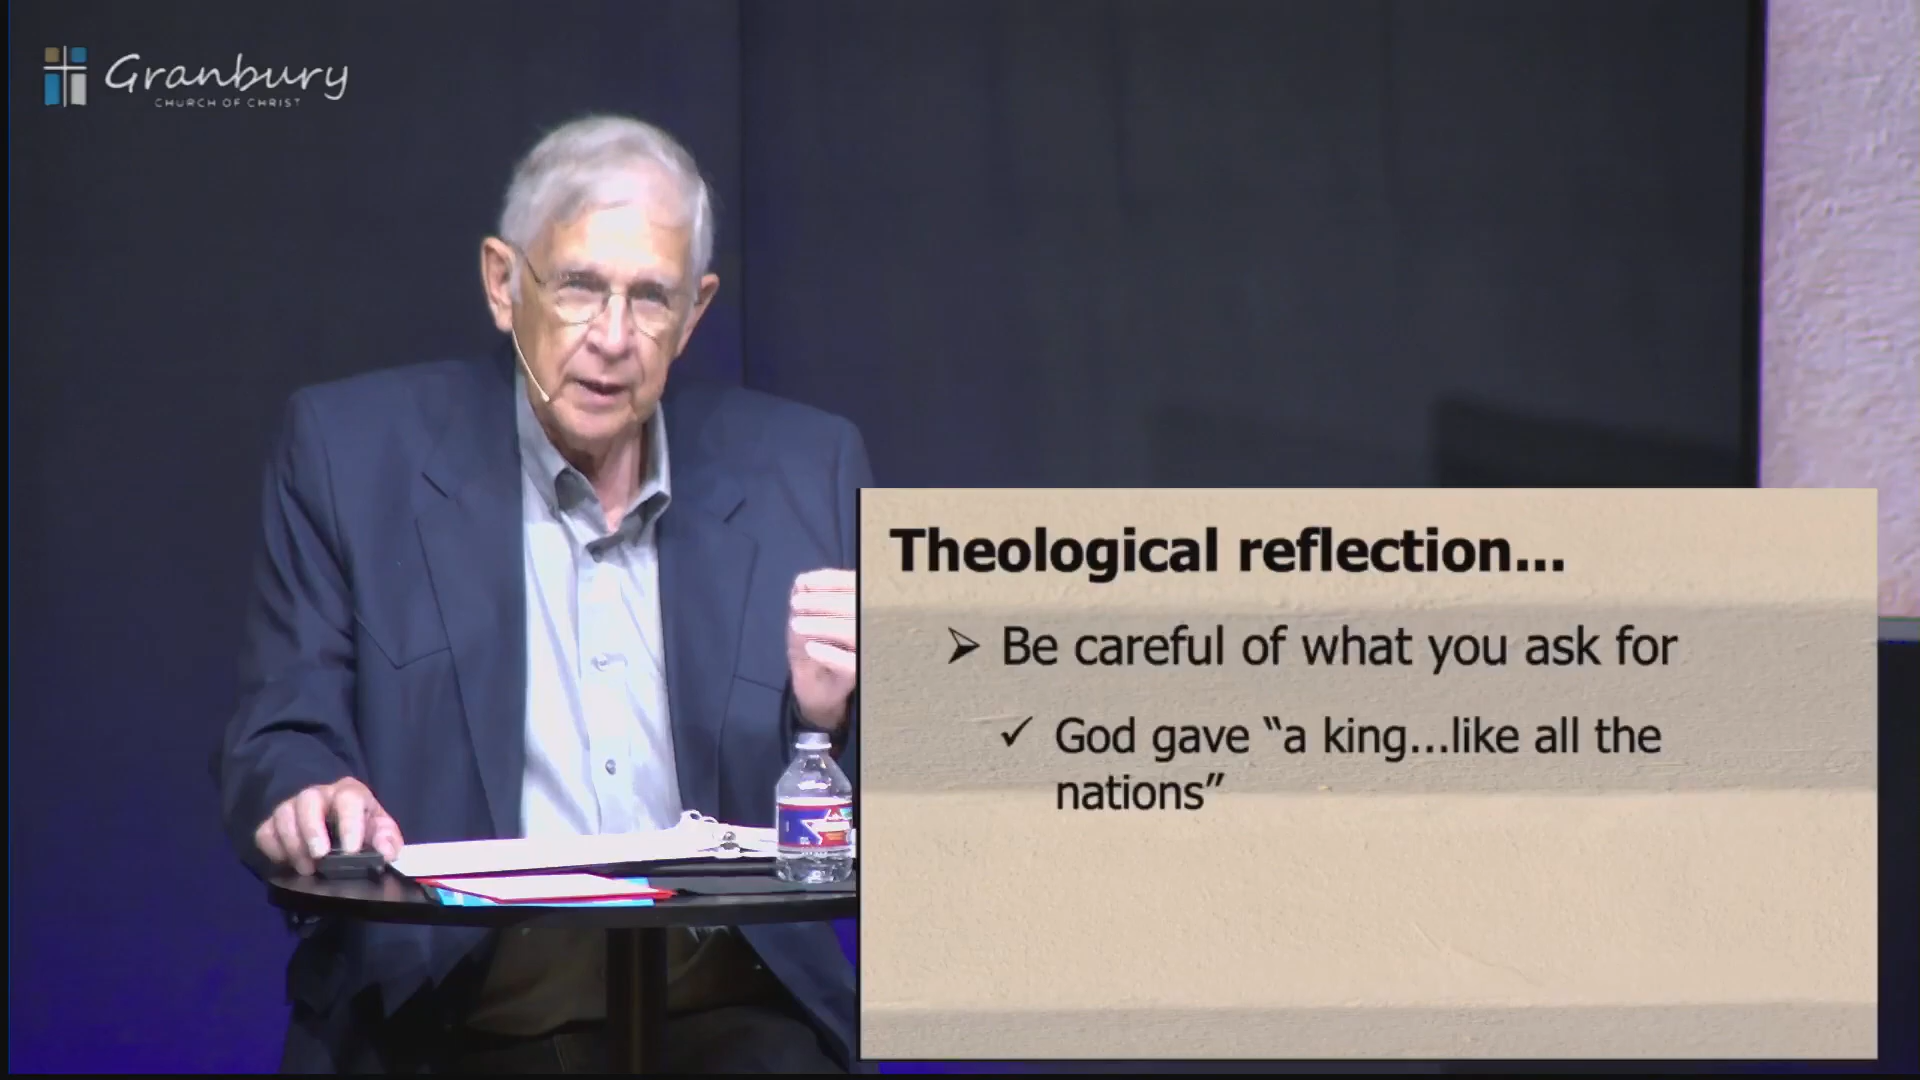 Granbury
CHURCH OF CHRIST
Theological reflection...
Be careful of what you ask for
God gave “a king...like all the
nations”